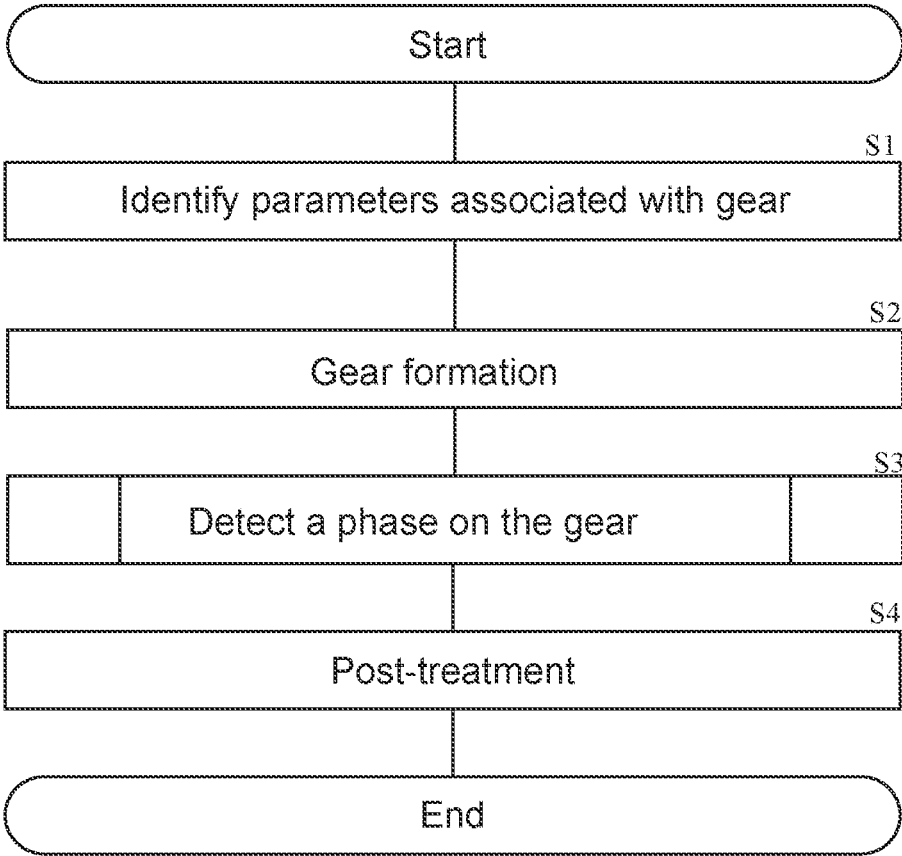 Start
S1
Identify parameters associated with gear
S2
Gear formation
S3
Detect a phase on the gear
S4
Post-treatment
End